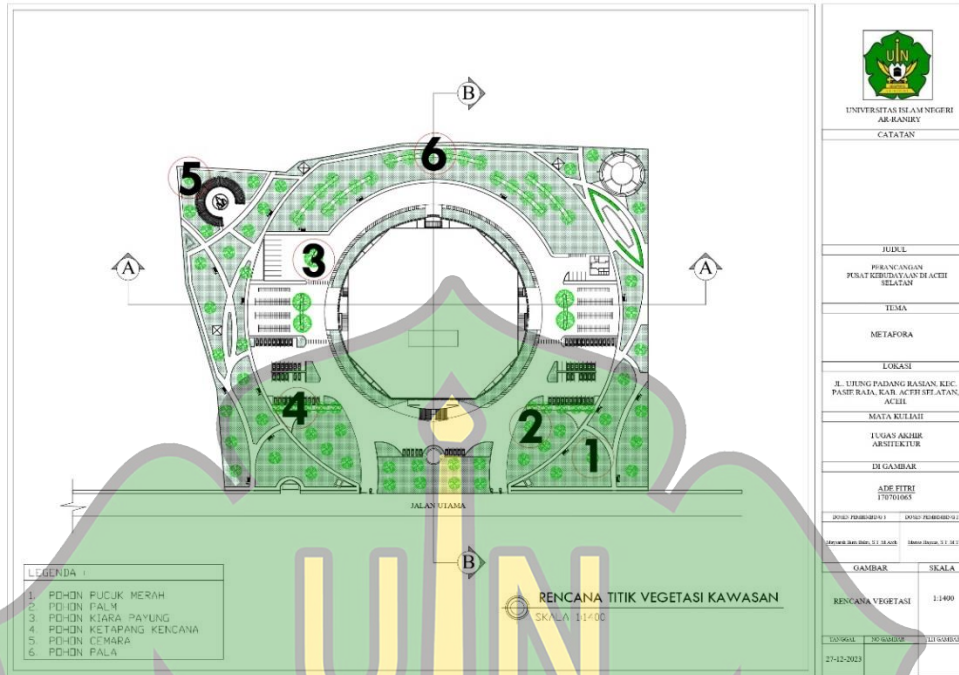 B
6
5
3
A
A
4
2
1
JALAN UTAMA
B
LEGENDA :
1. POHON PUCUK MERAH
2. POHON PALM
3. POHON KIARA PAYUNG
4. POHON KETAPANG KENCANA
5. POHON CEMARA
6. POHON PALA
RENCANA TITIK VEGETASI KAWASAN
SKALA 1:1400
UIN
UIN
UNIVERSITAS ISLAM NEGERI
AR-RANIRY
CATATAN
JUDUL
PERANCANGAN
PUSAT KEBUDAYAAN DI ACEH
SELATAN
TEMA
METAFORA
LOKASI
JL. UJUNG PADANG RASIAN, KEC.
PASIE RAJA, KAB. ACEH SELATAN,
ACEH.
MATA KULIAH
TUGAS AKHIR
ARSITEKTUR
DI GAMBAR
ADE FITRI
170701065
GAMBAR SKALA
RENCANA VEGETASI 1:1400
TANGGAL
27-12-2023